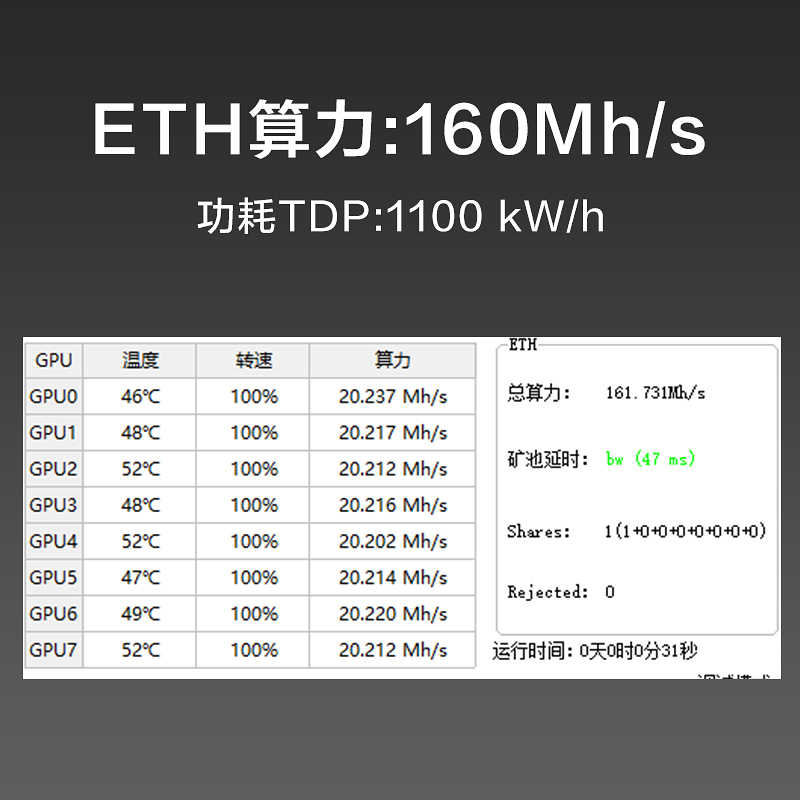 ETH算力:160Mh/s
功耗TDP:1100 kW/h
GPU 温度 转速 算力
GPU0 46℃ 100% 20.237 Mh/s
GPU1 48℃ 100% 20.217 Mh/s
GPU2 52℃ 100% 20.212 Mh/s
GPU3 48℃ 100% 20.216 Mh/s
GPU4 52℃ 100% 20.202 Mh/s
GPU5 47℃ 100% 20.214 Mh/s
GPU6 49℃ 100% 20.220 Mh/s
GPU7 52℃ 100% 20.212 Mh/s
ETH
总算力: 161.731Mh/s
矿池延时: bw (47 ms)
Shares: 1(1+0+0+0+0+0+0+0)
Rejected: 0
运行时间: 0天0时0分31秒